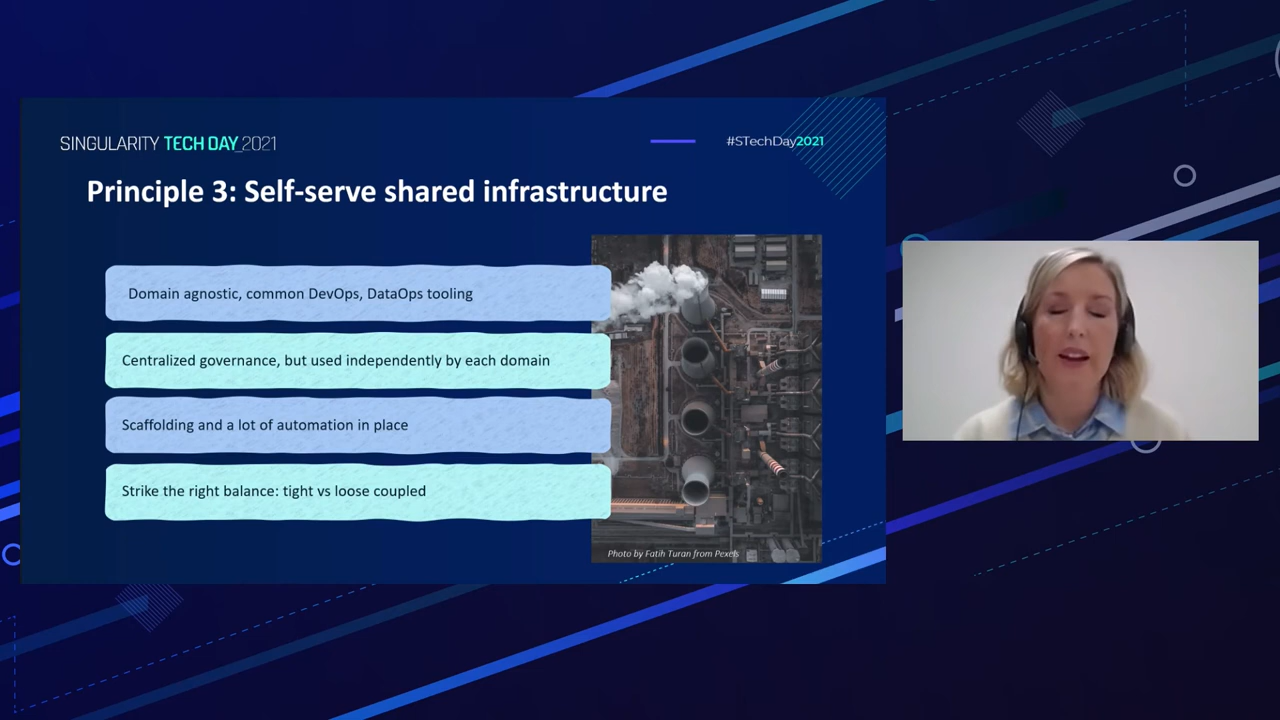 SINGULARITY TECH DAY_2021
#STechDay2021
Principle 3: Self-serve shared infrastructure
Domain agnostic, common DevOps, DataOps tooling
Centralized governance, but used independently by each domain
Scaffolding and a lot of automation in place
Strike the right balance: tight vs loose coupled
Photo by Fatih Turan from Pexels